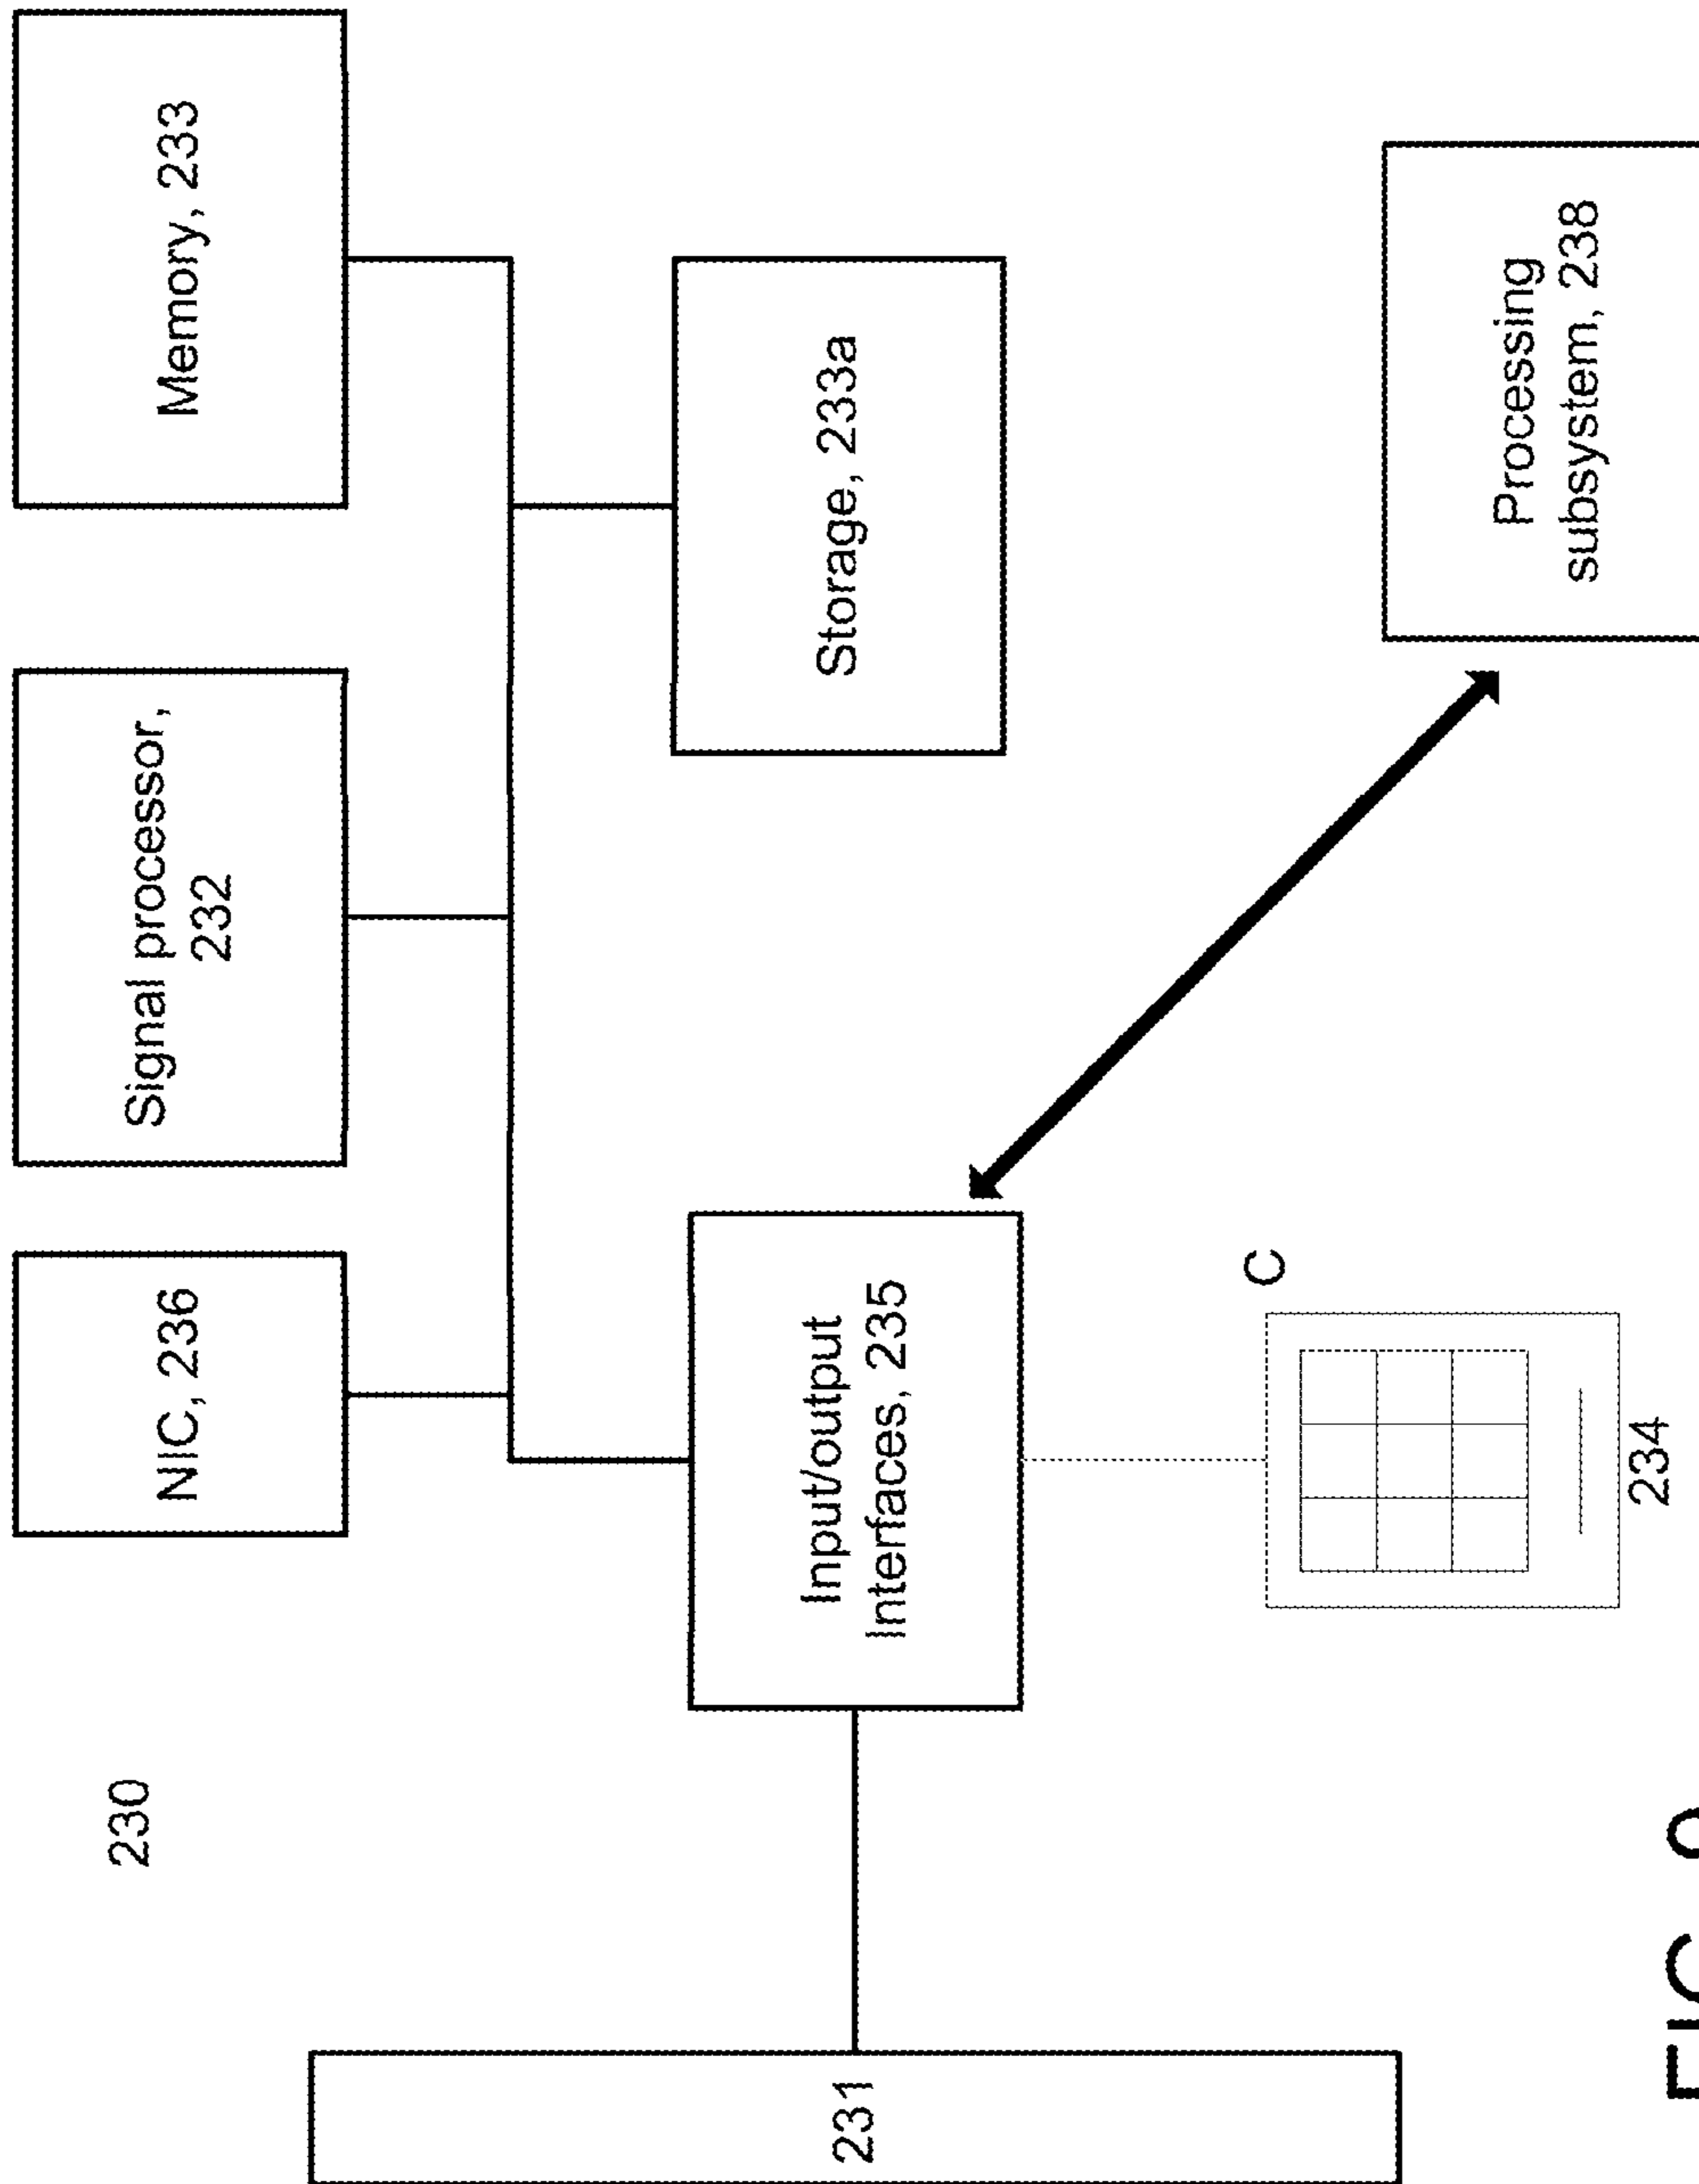 230
NIC, 236
Signal processor,
232
Memory, 233
231
Input/output
Interfaces, 235
Storage, 233a
C
234
Processing
subsystem, 238
FIG